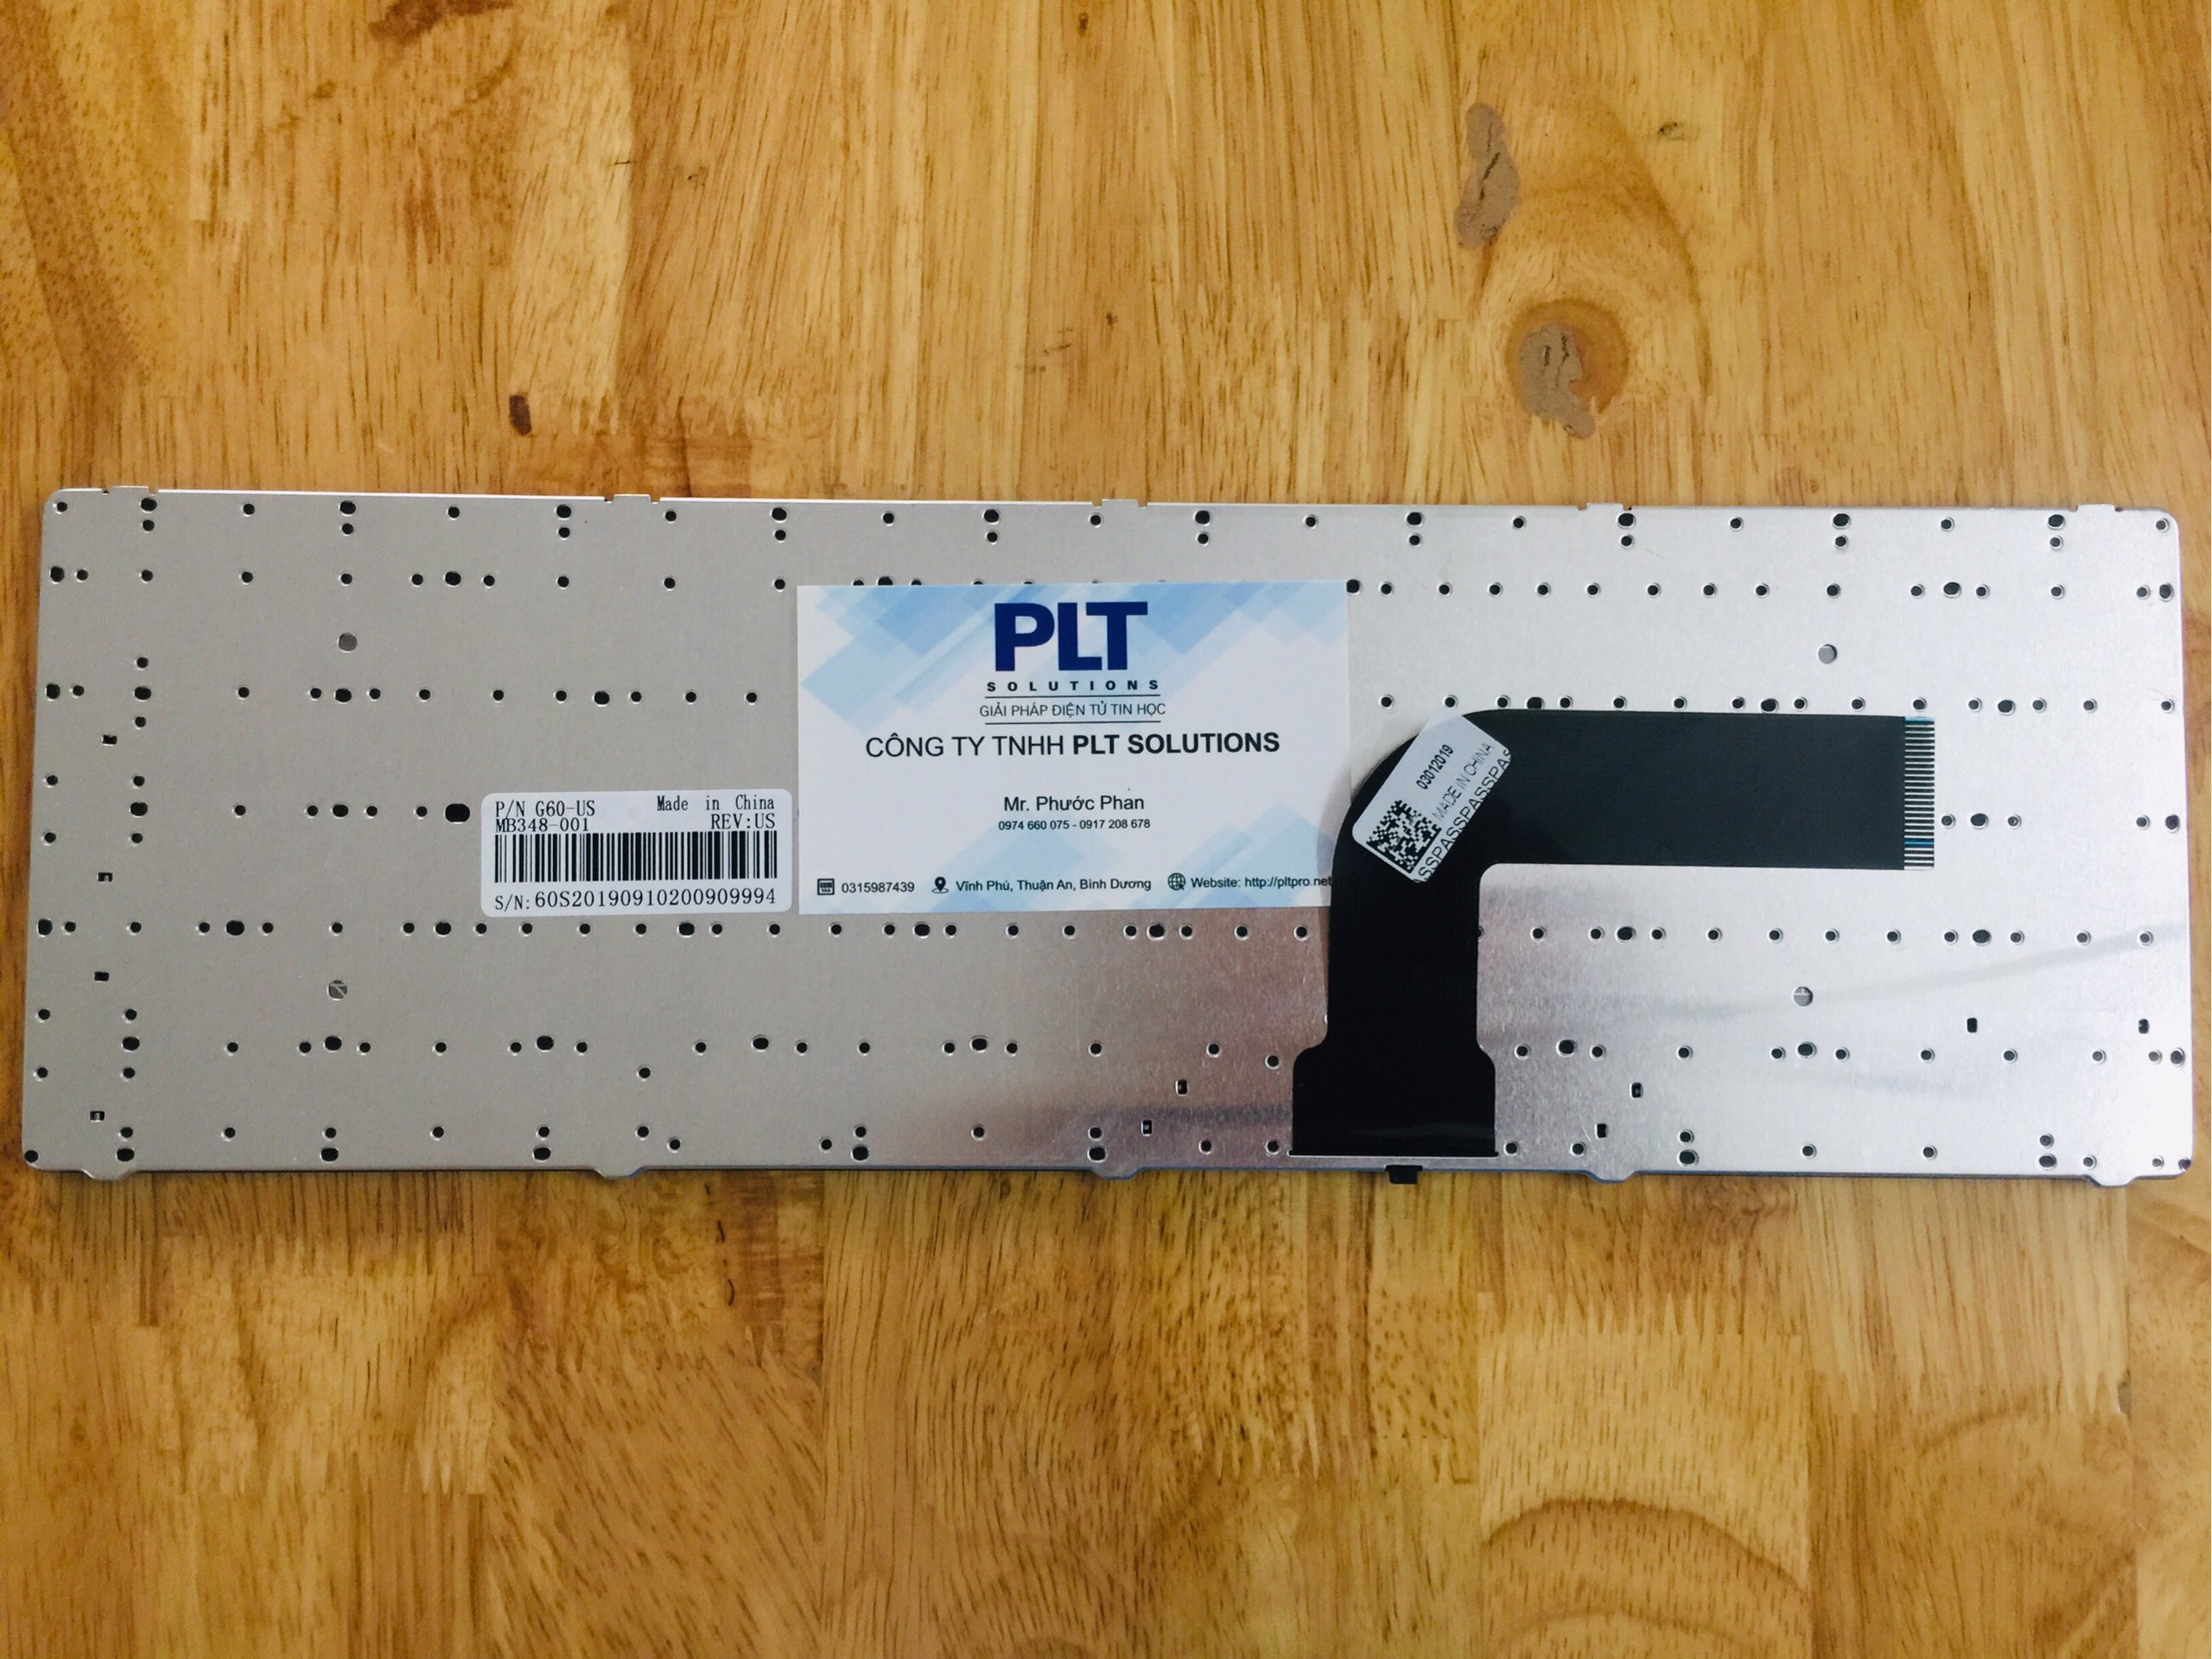 PLT
SOLUTIONS
GIẢI PHÁP ĐIỆN TỬ TIN HỌC
CÔNG TY TNHH PLT SOLUTIONS
Mr. Phước Phan
0974 660 075 - 0917 208 678
0315987439 Vĩnh Phú, Thuận An, Bình Dương Website: http://pltpro.net
P/N G60-US Made in China
MB348-001 REV:US
S/N: 60S20190910200909994
03012019
MADE IN CHINA
SSPASSPASSPASSPAS